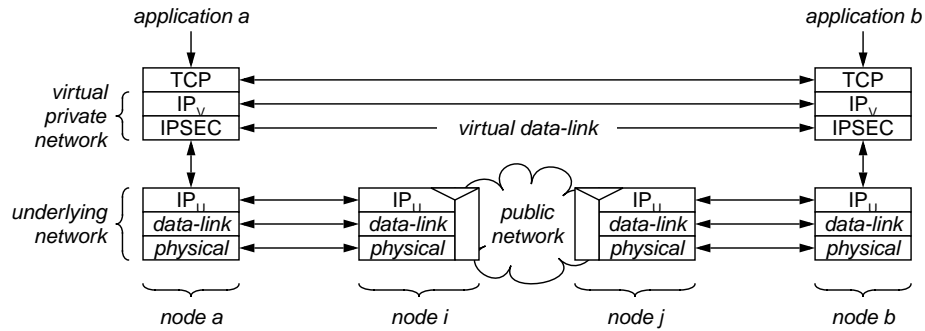 application a
application b
TCP
TCP
virtual
private
network
IPV
IPV
IPSEC
virtual data-link
IPSEC
underlying
network
IPU
IPU
public
network
IPU
IPU
data-link
data-link
data-link
data-link
physical
physical
physical
physical
node a
node i
node j
node b